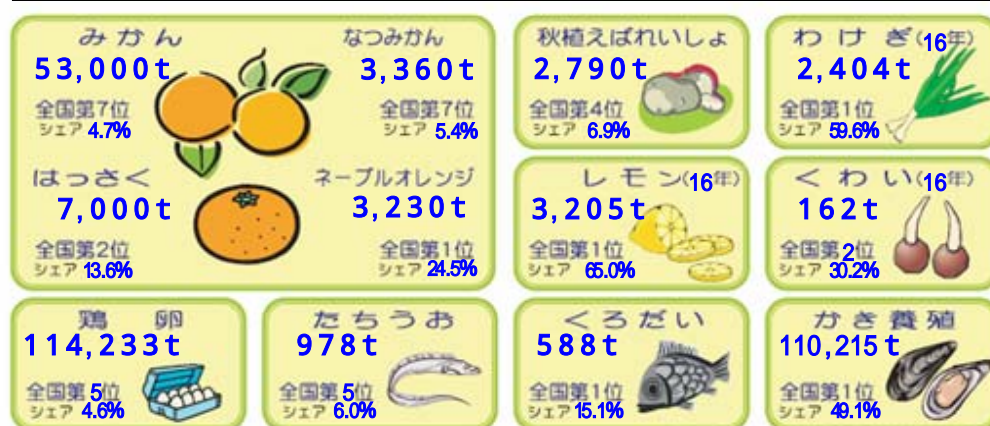 みかん
53,000t
全国第7位
シェア 4.7%
なつみかん
3,360t
全国第7位
シェア 5.4%
はっさく
7,000t
全国第2位
シェア 13.6%
ネーブルオレンジ
3,230t
全国第1位
シェア 24.5%
秋植えばれいしょ
2,790t
全国第4位
シェア 6.9%
わけぎ(16年)
2,404t
全国第1位
シェア 59.6%
レモン(16年)
3,205t
全国第1位
シェア 65.0%
くわい(16年)
162t
全国第2位
シェア 30.2%
鶏卵
114,233t
全国第5位
シェア 4.6%
たちうお
978t
全国第5位
シェア 6.0%
くろだい
588t
全国第1位
シェア 15.1%
かき養殖
110,215t
全国第1位
シェア 49.1%